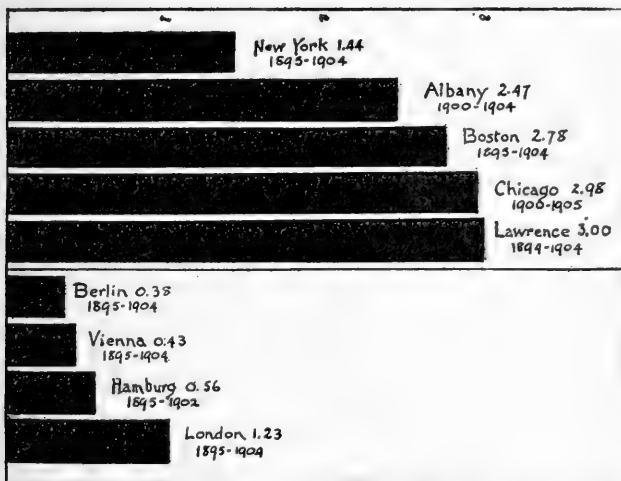 New York 1.44
1895-1904
Albany 2.47
1900-1904
Boston 2.78
1895-1904
Chicago 2.98
1900-1905
Lawrence 3.00
1894-1904
Berlin 0.38
1895-1904
Vienna 0.43
1895-1904
Hamburg 0.56
1895-1902
London 1.23
1895-1904